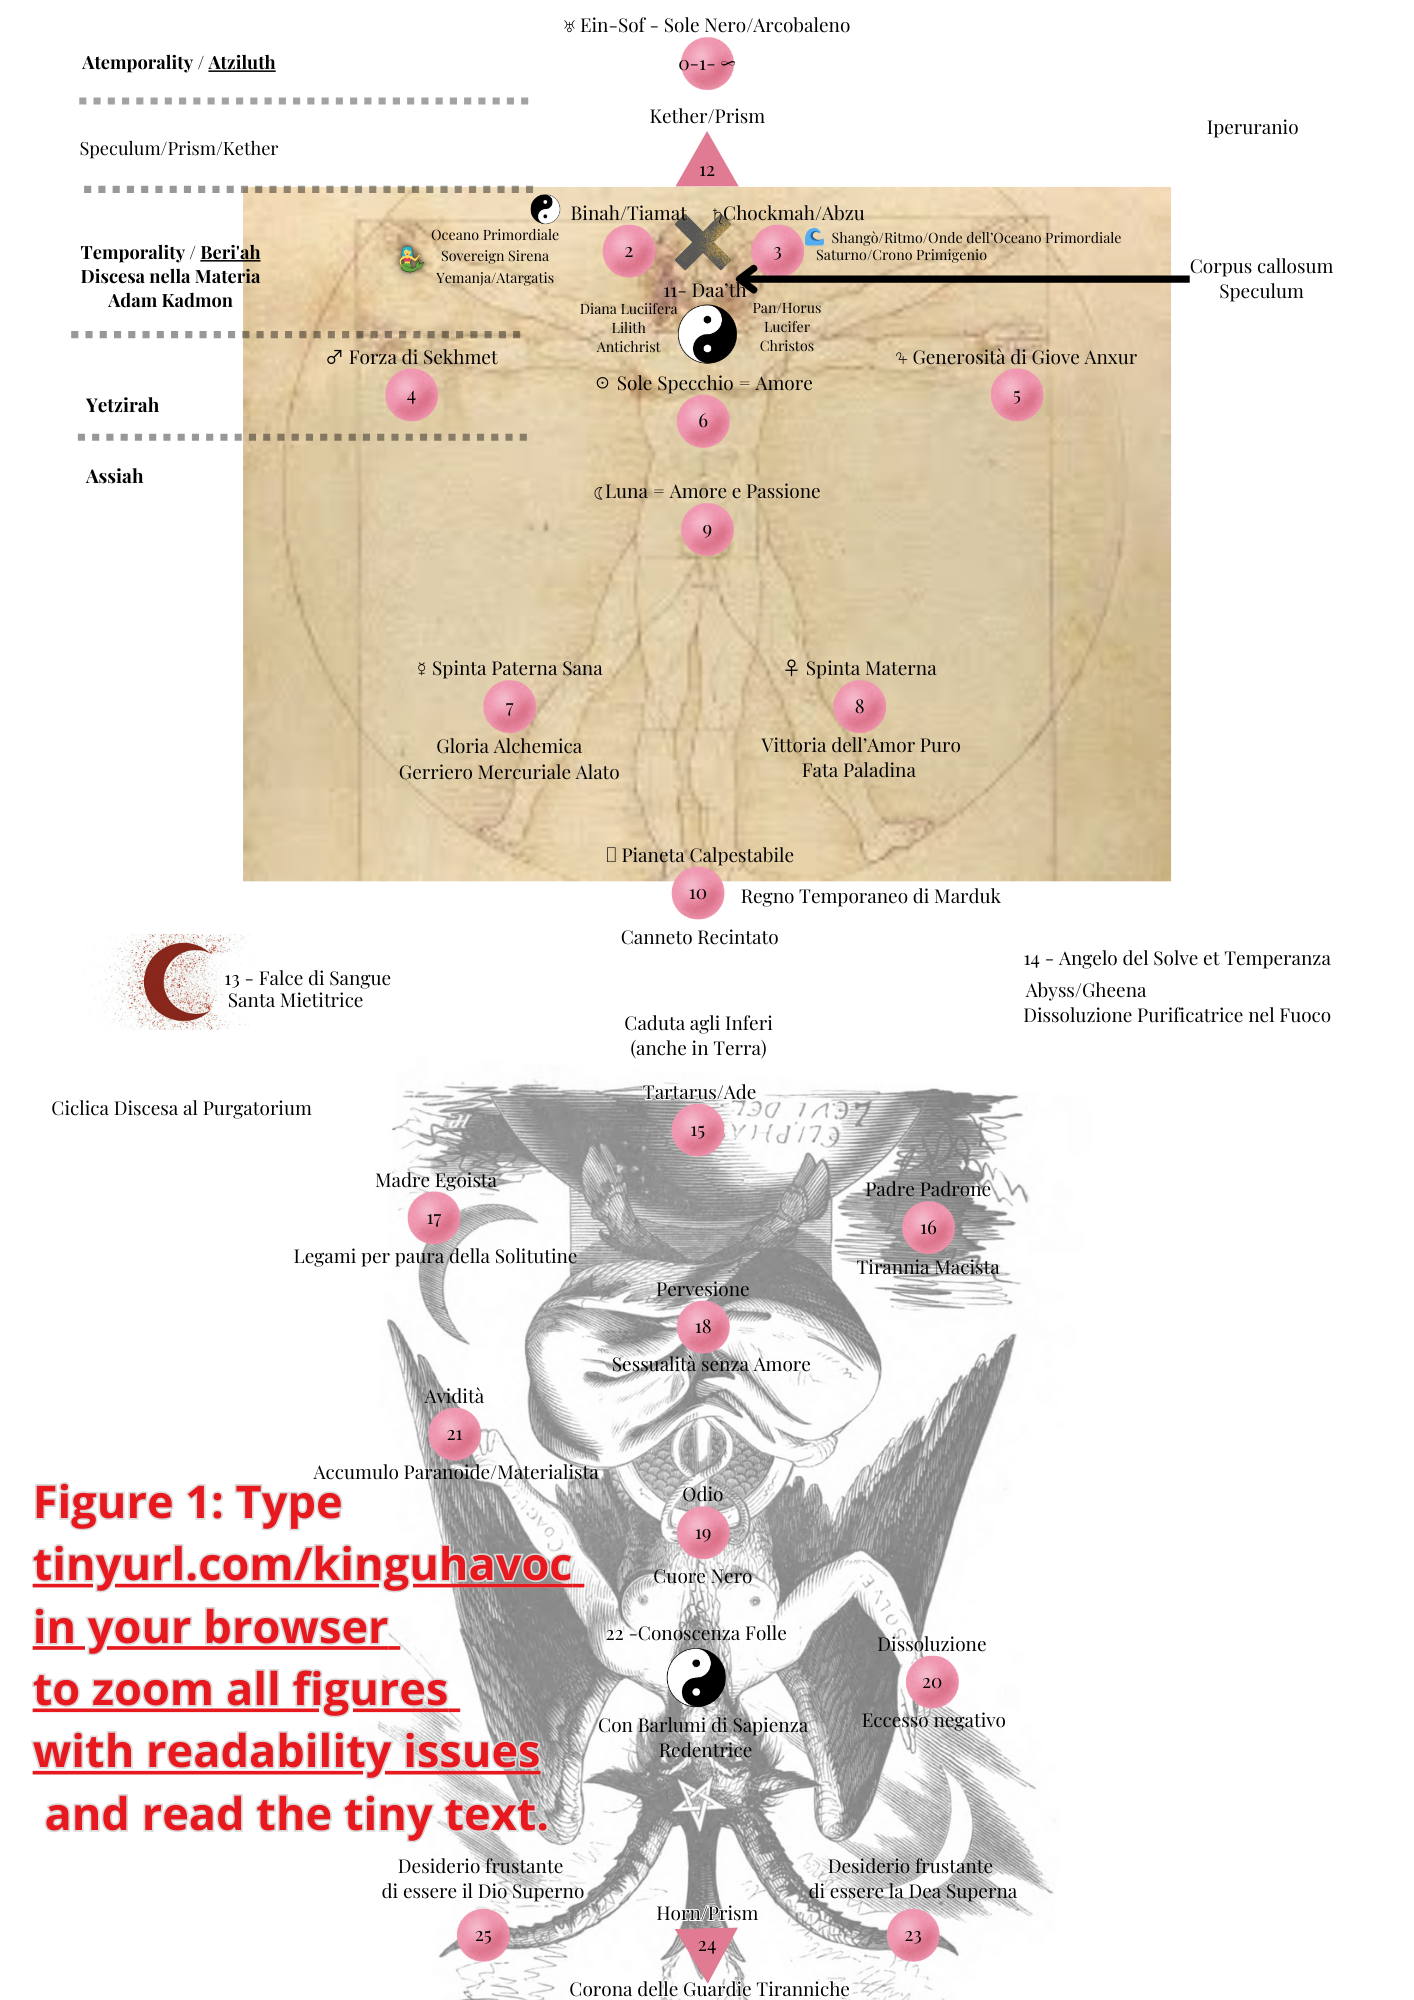 ♅ Ein-Sof - Sole Nero/Arcobaleno
0-1- ∽
Atemporality / Atziluth
Kether/Prism
12
Iperuranio
Speculum/Prism/Kether
Binah/Tiamat
♄Chockmah/Abzu
2
3
Oceano Primordiale
Sovereign Sirena
Yemanja/Atargatis
Shangò/Ritmo/Onde dell'Oceano Primordiale
Saturno/Crono Primigenio
Temporality / Beri'ah
Discesa nella Materia
Adam Kadmon
Corpus callosum
Speculum
11- Daa'th
Diana Luciifera
Lilith
Antichrist
Pan/Horus
Lucifer
Christos
♂ Forza di Sekhmet
4
♃ Generosità di Giove Anxur
5
☉ Sole Specchio = Amore
6
Yetzirah
Assiah
☾Luna = Amore e Passione
9
☿ Spinta Paterna Sana
7
Gloria Alchemica
Gerriero Mercuriale Alato
♀ Spinta Materna
8
Vittoria dell'Amor Puro
Fata Paladina
Pianeta Calpestabile
10
Regno Temporaneo di Marduk
Canneto Recintato
13 - Falce di Sangue
Santa Mietitrice
14 - Angelo del Solve et Temperanza
Abyss/Gheena
Dissoluzione Purificatrice nel Fuoco
Caduta agli Inferi
(anche in Terra)
Ciclica Discesa al Purgatorium
Tartarus/Ade
15
ELIPHAS LEVI DEL
Madre Egoista
17
Legami per paura della Solitutine
Padre Padrone
16
Tirannia Macista
Pervesione
18
Sessualità senza Amore
Avidità
21
Accumulo Paranoide/Materialista
Odio
19
Cuore Nero
COAGULA
SOLVE
22 -Conoscenza Folle
Con Barlumi di Sapienza
Redentrice
Dissoluzione
20
Eccesso negativo
Figure 1: Type
tinyurl.com/kinguhavoc
in your browser
to zoom all figures
with readability issues
and read the tiny text.
Desiderio frustante
di essere il Dio Superno
25
Desiderio frustante
di essere la Dea Superna
23
Horn/Prism
24
Corona delle Guardie Tiranniche